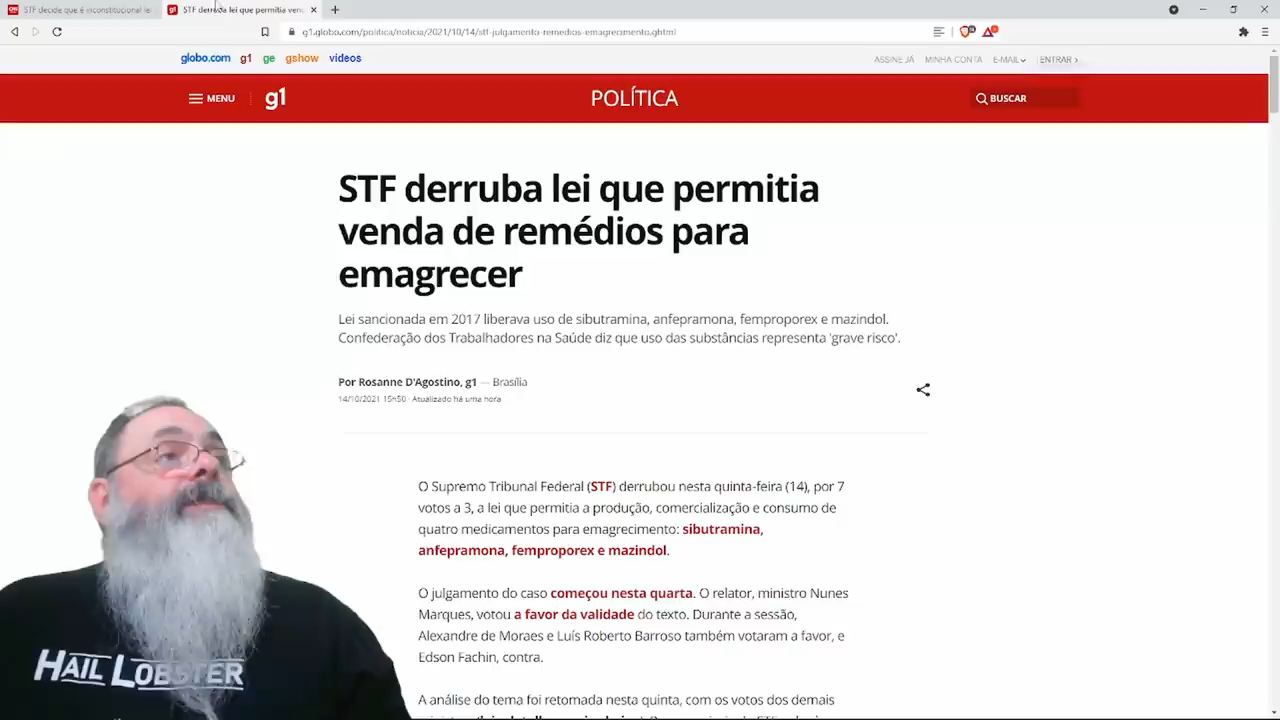 STF decide que é inconstitucional lei
STF derruba lei que permitia ven
g1.globo.com/politica/noticia/2021/10/14/stf-julgamento-remedios-emagrecimento.ghtml
globo.com g1 ge gshow vídeos
ASSINE JÁ MINHA CONTA E-MAIL ENTRAR ›
MENU g1 POLÍTICA BUSCAR
STF derruba lei que permitia
venda de remédios para
emagrecer
Lei sancionada em 2017 liberava uso de sibutramina, anfepramona, femproporex e mazindol.
Confederação dos Trabalhadores na Saúde diz que uso das substâncias representa 'grave risco'.
Por Rosanne D'Agostino, g1 — Brasília
14/10/2021 15h50 · Atualizado há uma hora
O Supremo Tribunal Federal (STF) derrubou nesta quinta-feira (14), por 7
votos a 3, a lei que permitia a produção, comercialização e consumo de
quatro medicamentos para emagrecimento: sibutramina,
anfepramona, femproporex e mazindol.
O julgamento do caso começou nesta quarta. O relator, ministro Nunes
Marques, votou a favor da validade do texto. Durante a sessão,
Alexandre de Moraes e Luís Roberto Barroso também votaram a favor, e
Edson Fachin, contra.
A análise do tema foi retomada nesta quinta, com os votos dos demais
HAIL LOBSTER